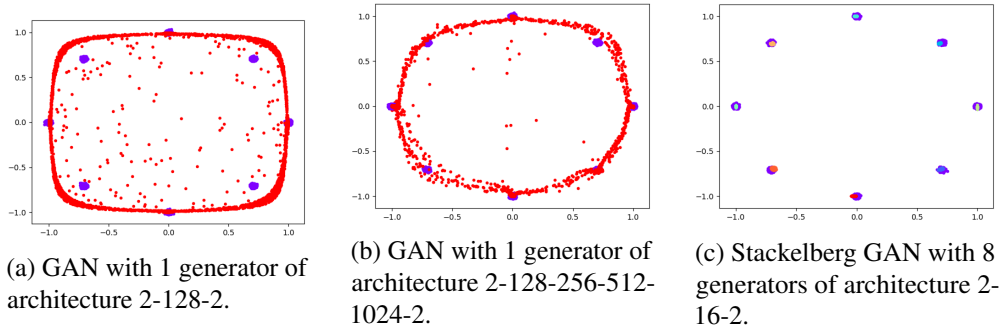 1.0
0.5
0.0
−0.5
−1.0
−1.0 −0.5 0.0 0.5 1.0
(a) GAN with 1 generator of
architecture 2-128-2.
1.0
0.5
0.0
−0.5
−1.0
−1.0 −0.5 0.0 0.5 1.0
(b) GAN with 1 generator of
architecture 2-128-256-512-
1024-2.
1.0
0.5
0.0
−0.5
−1.0
−1.0 −0.5 0.0 0.5 1.0
(c) Stackelberg GAN with 8
generators of architecture 2-
16-2.